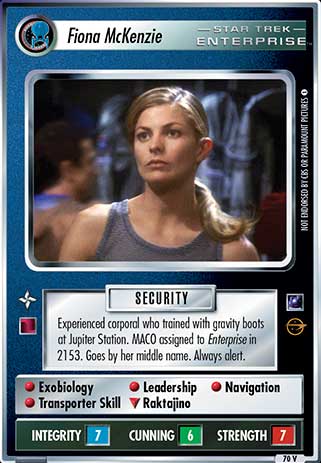 Fiona McKenzie
STAR TREK
ENTERPRISE™
NOT ENDORSED BY CBS OR PARAMOUNT PICTURES
SECURITY
Experienced corporal who trained with gravity boots
at Jupiter Station. MACO assigned to Enterprise in
2153. Goes by her middle name. Always alert.
Exobiology Leadership Navigation
Transporter Skill Raktajino
INTEGRITY 7 CUNNING 6 STRENGTH 7
70 V